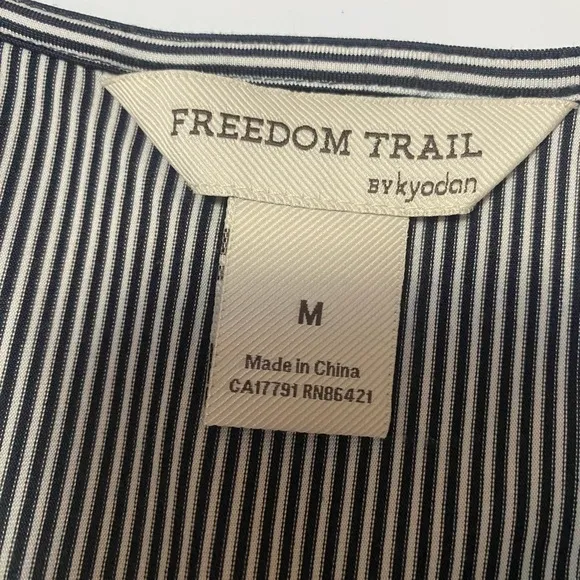 FREEDOM TRAIL
BY kyodan
M
Made in China
CA17791 RN86421